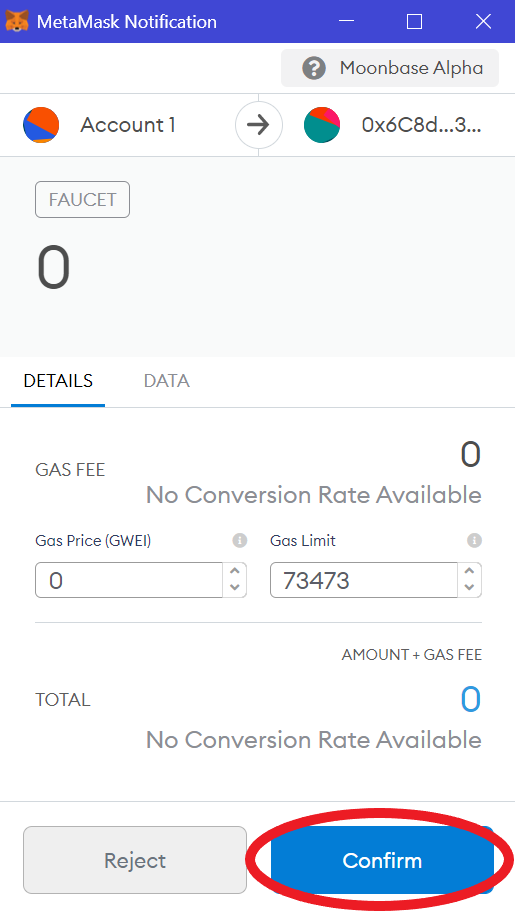 MetaMask Notification
Moonbase Alpha
Account 1
0x6C8d...3...
FAUCET
0
DETAILS DATA
0
GAS FEE
No Conversion Rate Available
Gas Price (GWEI) Gas Limit
0 73473
AMOUNT + GAS FEE
TOTAL 0
No Conversion Rate Available
Reject Confirm